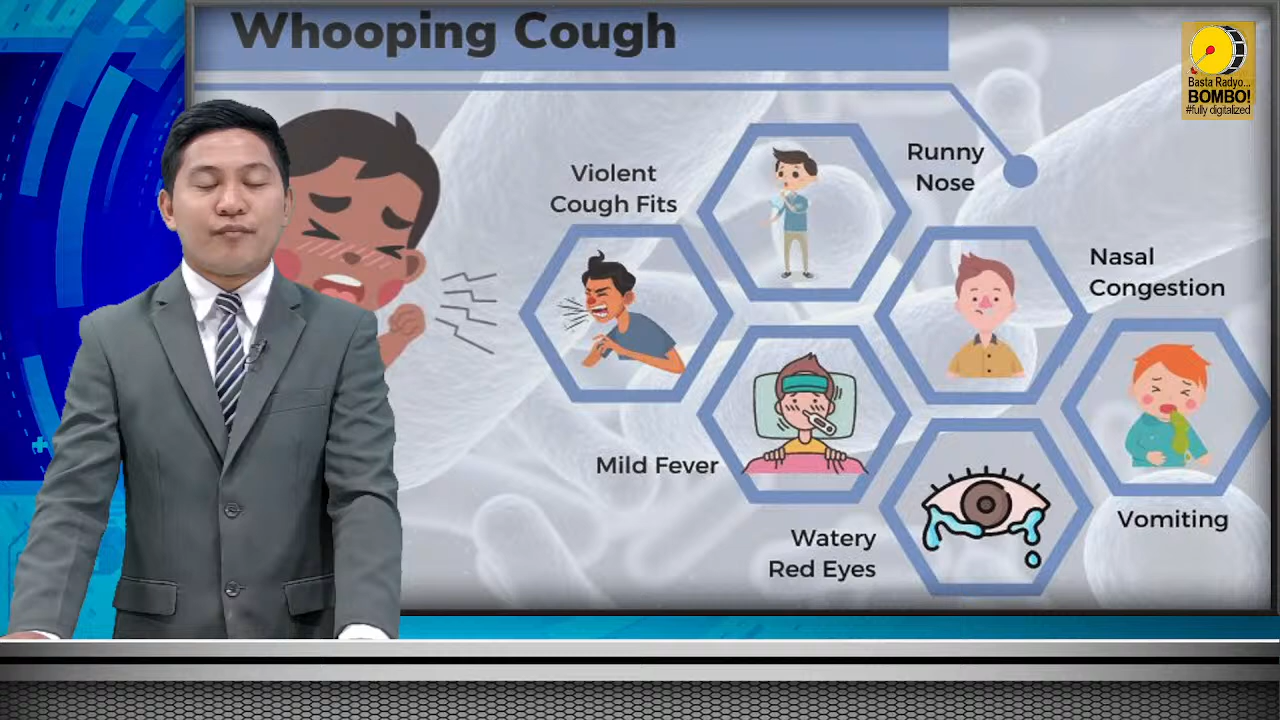 Whooping Cough
Basta Radyo...
BOMBO!
#fully digitalized
Violent
Cough Fits
Runny
Nose
Nasal
Congestion
Mild Fever
Watery
Red Eyes
Vomiting